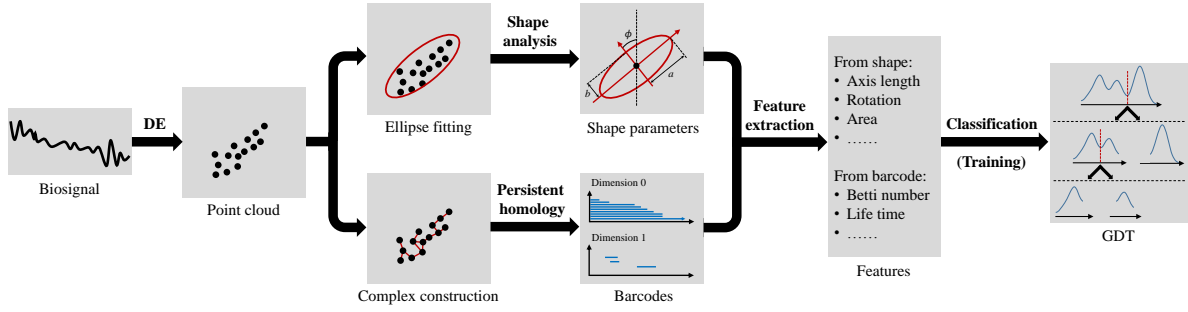 Biosignal
DE
Point cloud
Ellipse fitting
Shape
analysis
ϕ
a
b
Shape parameters
Complex construction
Persistent
homology
Dimension 0
Dimension 1
Barcodes
Feature
extraction
From shape:
• Axis length
• Rotation
• Area
• ……
From barcode:
• Betti number
• Life time
• ……
Features
Classification
(Training)
GDT